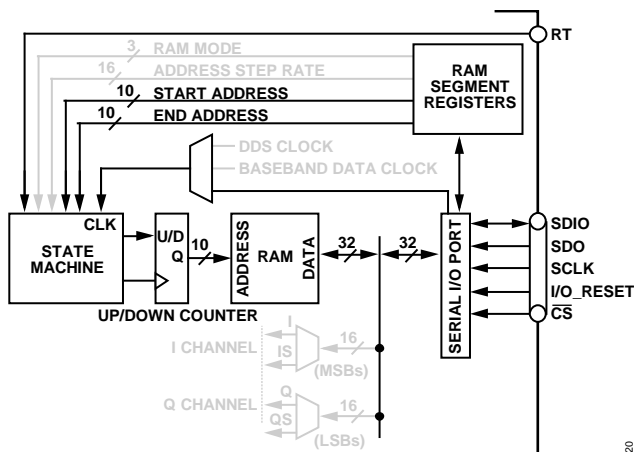 RT
3 RAM MODE
16 ADDRESS STEP RATE
10 START ADDRESS
10 END ADDRESS
RAM
SEGMENT
REGISTERS
DDS CLOCK
BASEBAND DATA CLOCK
CLK
STATE
MACHINE
U/D
Q
10
ADDRESS
RAM
DATA
32
32
SERIAL I/O PORT
SDIO
SDO
SCLK
I/O_RESET
CS
UP/DOWN COUNTER
I CHANNEL
I
IS
16
(MSBs)
Q CHANNEL
Q
QS
16
(LSBs)
20